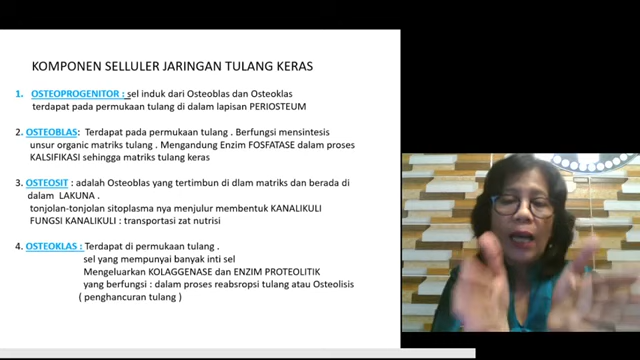 KOMPONEN SELLULER JARINGAN TULANG KERAS
1. OSTEOPROGENITOR : sel induk dari Osteoblas dan Osteoklas
terdapat pada permukaan tulang di dalam lapisan PERIOSTEUM
2. OSTEOBLAS: Terdapat pada permukaan tulang . Berfungsi mensintesis
unsur organic matriks tulang . Mengandung Enzim FOSFATASE dalam proses
KALSIFIKASI sehingga matriks tulang keras
3. OSTEOSIT : adalah Osteoblas yang tertimbun di dlam matriks dan berada di
dalam LAKUNA .
tonjolan-tonjolan sitoplasma nya menjulur membentuk KANALIKULI
FUNGSI KANALIKULI : transportasi zat nutrisi
4. OSTEOKLAS : Terdapat di permukaan tulang .
sel yang mempunyai banyak inti sel
Mengeluarkan KOLAGGENASE dan ENZIM PROTEOLITIK
yang berfungsi : dalam proses reabsropsi tulang atau Osteolisis
( penghancuran tulang )